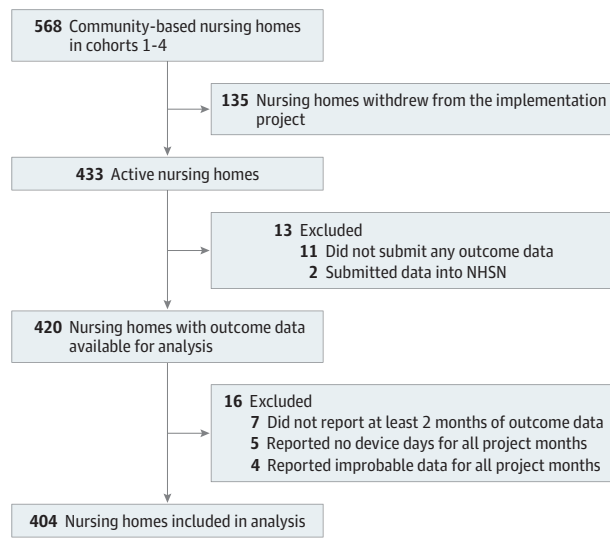 568 Community-based nursing homes
in cohorts 1-4
135 Nursing homes withdrew from the implementation
project
433 Active nursing homes
13 Excluded
11 Did not submit any outcome data
2 Submitted data into NHSN
420 Nursing homes with outcome data
available for analysis
16 Excluded
7 Did not report at least 2 months of outcome data
5 Reported no device days for all project months
4 Reported improbable data for all project months
404 Nursing homes included in analysis